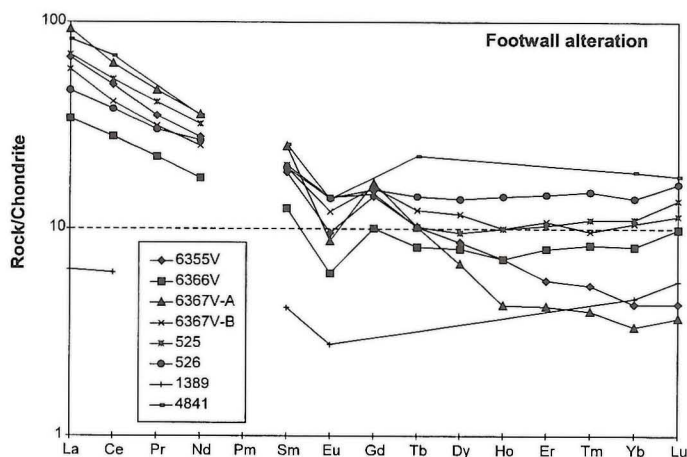 100
Footwall alteration
Rock/Chondrite
10
6355V
6366V
6367V-A
6367V-B
525
526
1389
4841
1
La Ce Pr Nd Pm Sm Eu Gd Tb Dy Ho Er Tm Yb Lu